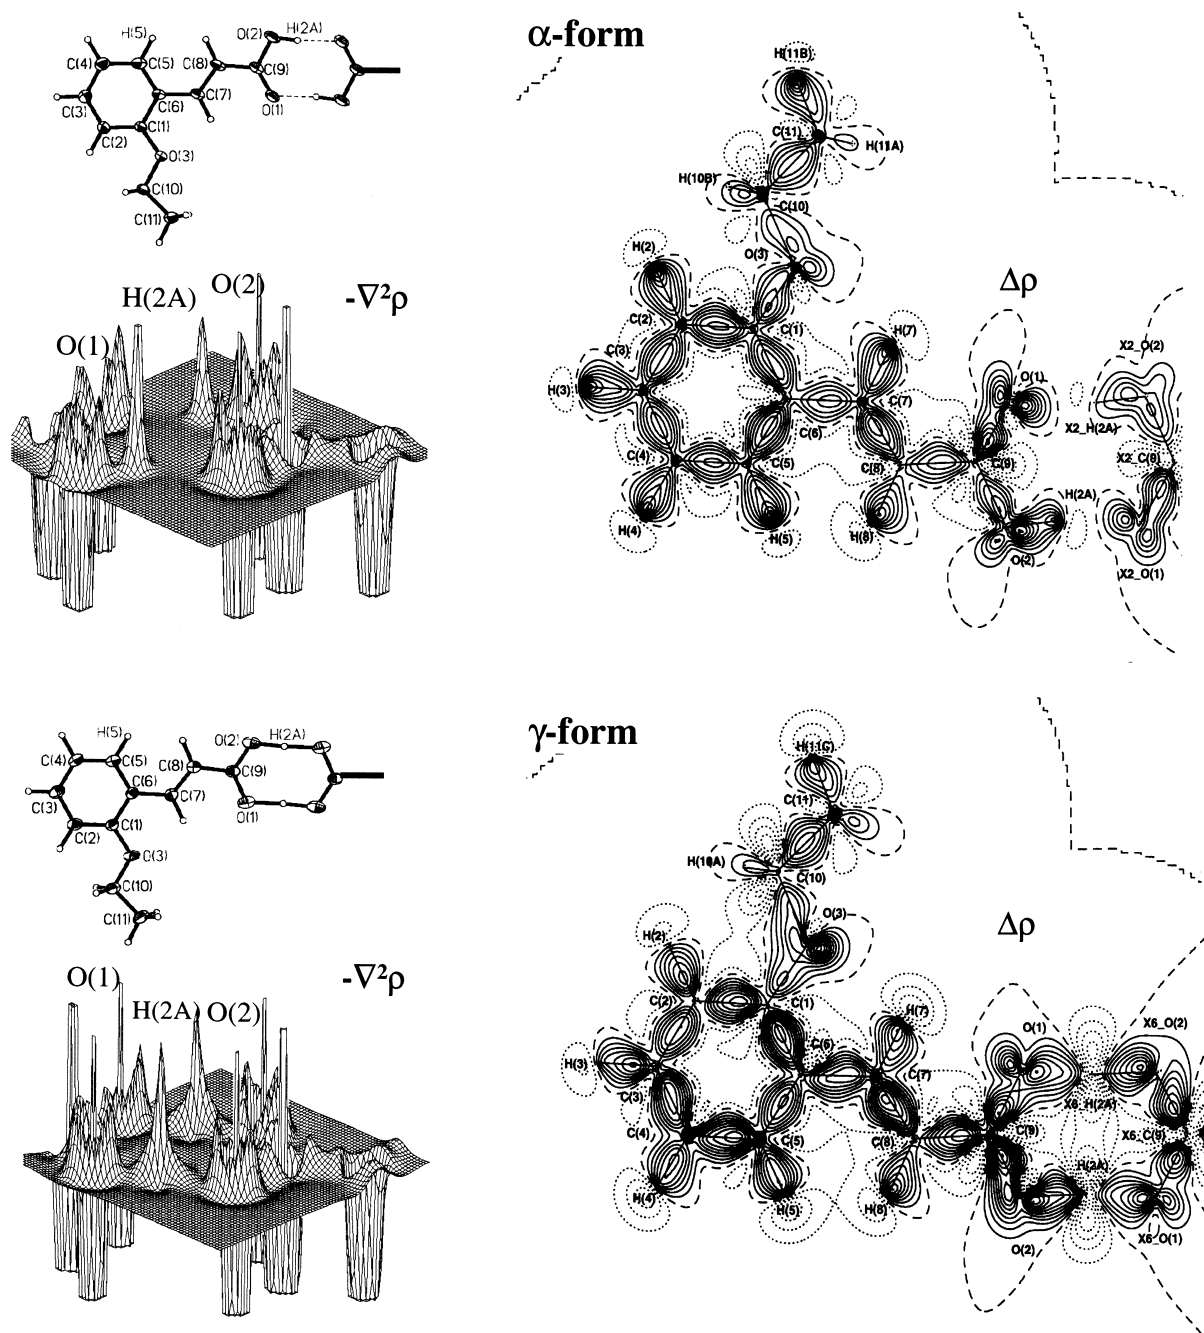 O(2)
H(2A)
H(5)
C(4)
C(5)
C(8)
C(9)
C(3)
C(6)
C(7)
O(1)
C(2)
C(1)
O(3)
C(10)
C(11)
H(2A)
O(2)
-∇²ρ
O(1)
α-form
H(11B)
C(11)
H(11A)
H(10B)
C(10)
H(2)
O(3)
Δρ
C(2)
C(1)
H(7)
X2_O(2)
C(3)
O(1)
H(3)
C(7)
X2_H(2A)
C(6)
C(4)
C(5)
C(8)
C(9)
X2_C(9)
H(2A)
H(4)
H(5)
H(8)
O(2)
X2_O(1)
H(5)
O(2)
H(2A)
C(4)
C(5)
C(8)
C(9)
C(3)
C(6)
C(7)
O(1)
C(2)
C(1)
O(3)
C(10)
C(11)
O(1)
-∇²ρ
H(2A)
O(2)
γ-form
H(11C)
C(11)
H(10A)
C(10)
O(3)
Δρ
H(2)
C(2)
C(1)
H(7)
O(1)
X6_O(2)
C(6)
H(3)
C(7)
C(3)
X6_H(2A)
C(4)
C(5)
C(8)
C(9)
X6_C(9)
H(2A)
H(4)
H(5)
H(8)
O(2)
X6_O(1)